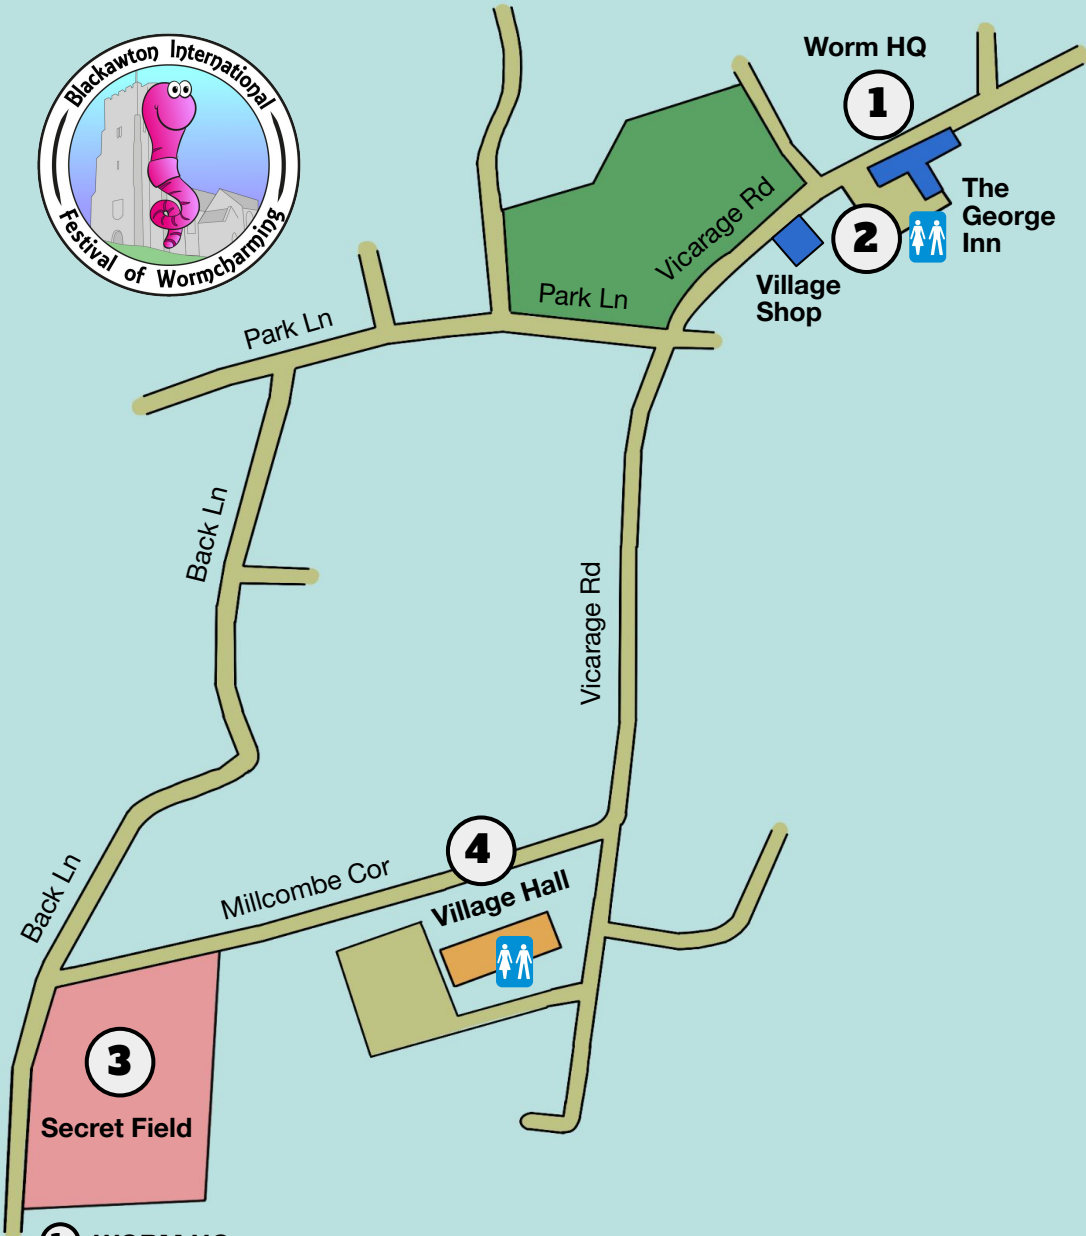 Blackawton International
Festival of Wormcharming
Worm HQ
1
The
George
Inn
2
Vicarage Rd
Village
Shop
Park Ln
Park Ln
Back Ln
Vicarage Rd
4
Back Ln
Millcombe Cor
Village Hall
3
Secret Field